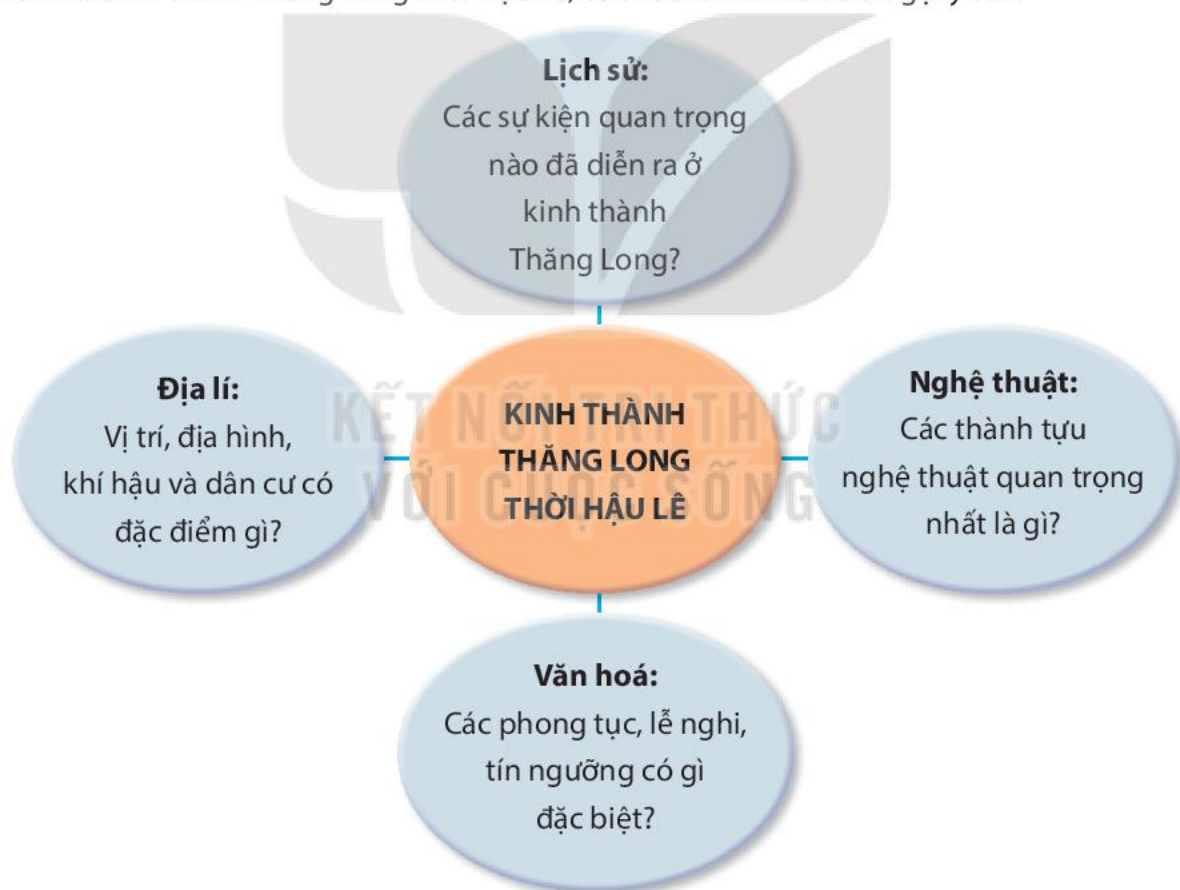 Lịch sử:
Các sự kiện quan trọng
nào đã diễn ra ở
kinh thành
Thăng Long?
Địa lí:
Vị trí, địa hình,
khí hậu và dân cư có
đặc điểm gì?
KINH THÀNH
THĂNG LONG
THỜI HẬU LÊ
Nghệ thuật:
Các thành tựu
nghệ thuật quan trọng
nhất là gì?
KẾT NỐI TRI THỨC
VỚI CUỘC SỐNG
Văn hoá:
Các phong tục, lễ nghi,
tín ngưỡng có gì
đặc biệt?